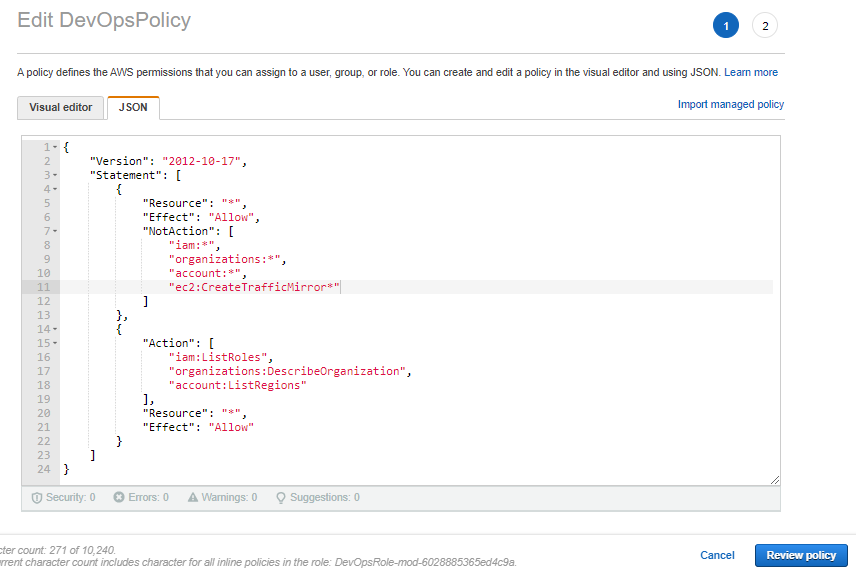 Edit DevOpsPolicy
1
2
A policy defines the AWS permissions that you can assign to a user, group, or role. You can create and edit a policy in the visual editor and using JSON. Learn more
Visual editor
JSON
Import managed policy
1 {
2 "Version": "2012-10-17",
3 "Statement": [
4 {
5 "Resource": "*",
6 "Effect": "Allow",
7 "NotAction": [
8 "iam:*",
9 "organizations:*",
10 "account:*",
11 "ec2:CreateTrafficMirror*"
12 ]
13 },
14 {
15 "Action": [
16 "iam:ListRoles",
17 "organizations:DescribeOrganization",
18 "account:ListRegions"
19 ],
20 "Resource": "*",
21 "Effect": "Allow"
22 }
23 ]
24 }
Security: 0 Errors: 0 Warnings: 0 Suggestions: 0
cter count: 271 of 10,240.
urrent character count includes character for all inline policies in the role: DevOpsRole-mod-6028885365ed4c9a.
Cancel
Review policy